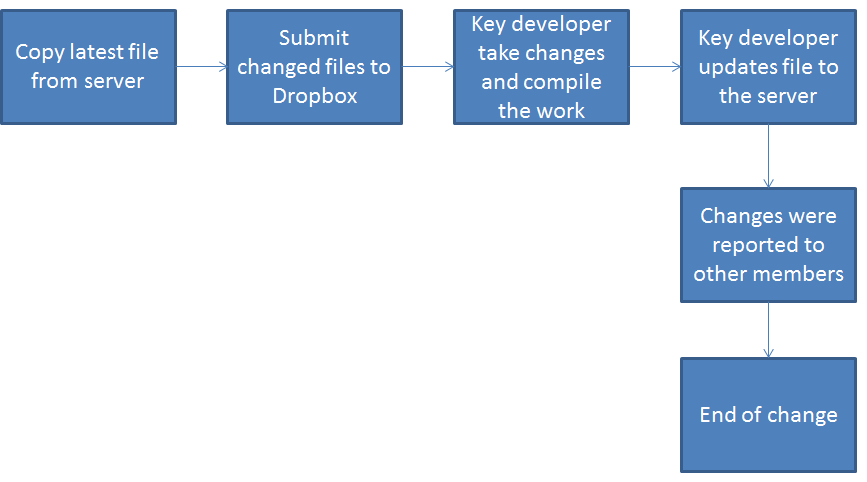 Copy latest file
from server
Submit
changed files to
Dropbox
Key developer
take changes
and compile
the work
Key developer
updates file to
the server
Changes were
reported to
other members
End of change